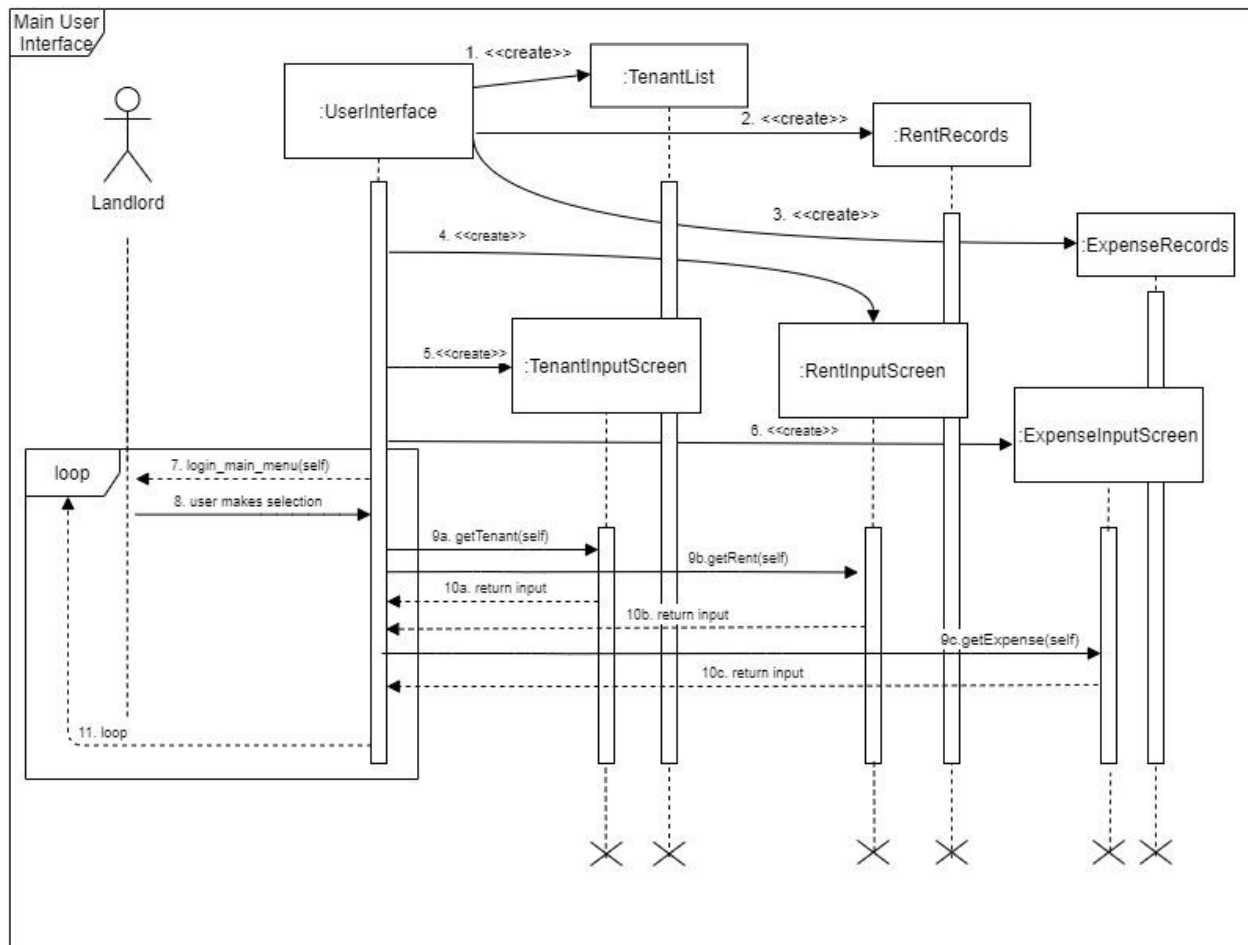 Main User
Interface
1. <<create>>
:TenantList
:UserInterface
2. <<create>>
:RentRecords
Landlord
3. <<create>>
4. <<create>>
:ExpenseRecords
5.<<create>>
:TenantInputScreen
:RentInputScreen
6. <<create>>
:ExpenseInputScreen
loop
7. login_main_menu(self)
8. user makes selection
9a. getTenant(self)
9b.getRent(self)
10a. return input
10b. return input
9c.getExpense(self)
10c. return input
11. loop